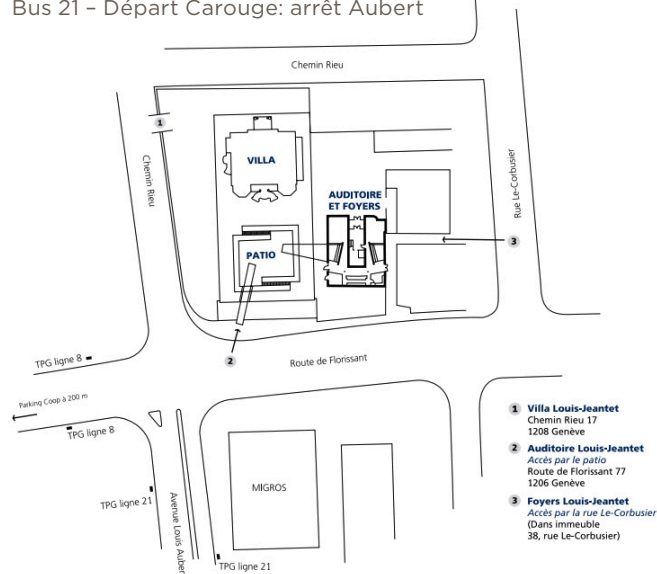 Bus 21 – Départ Carouge: arrêt Aubert
Chemin Rieu
1
Chemin Rieu
VILLA
AUDITOIRE
ET FOYERS
Rue Le-Corbusier
PATIO
3
2
TPG ligne 8
Route de Florissant
Parking Coop à 200 m
TPG ligne 8
TPG ligne 21
Avenue Louis Auber
MIGROS
TPG ligne 21
1 Villa Louis-Jeantet
Chemin Rieu 17
1208 Genève
2 Auditoire Louis-Jeantet
Accès par le patio
Route de Florissant 77
1206 Genève
3 Foyers Louis-Jeantet
Accès par la rue Le-Corbusier
(Dans immeuble
38, rue Le-Corbusier)